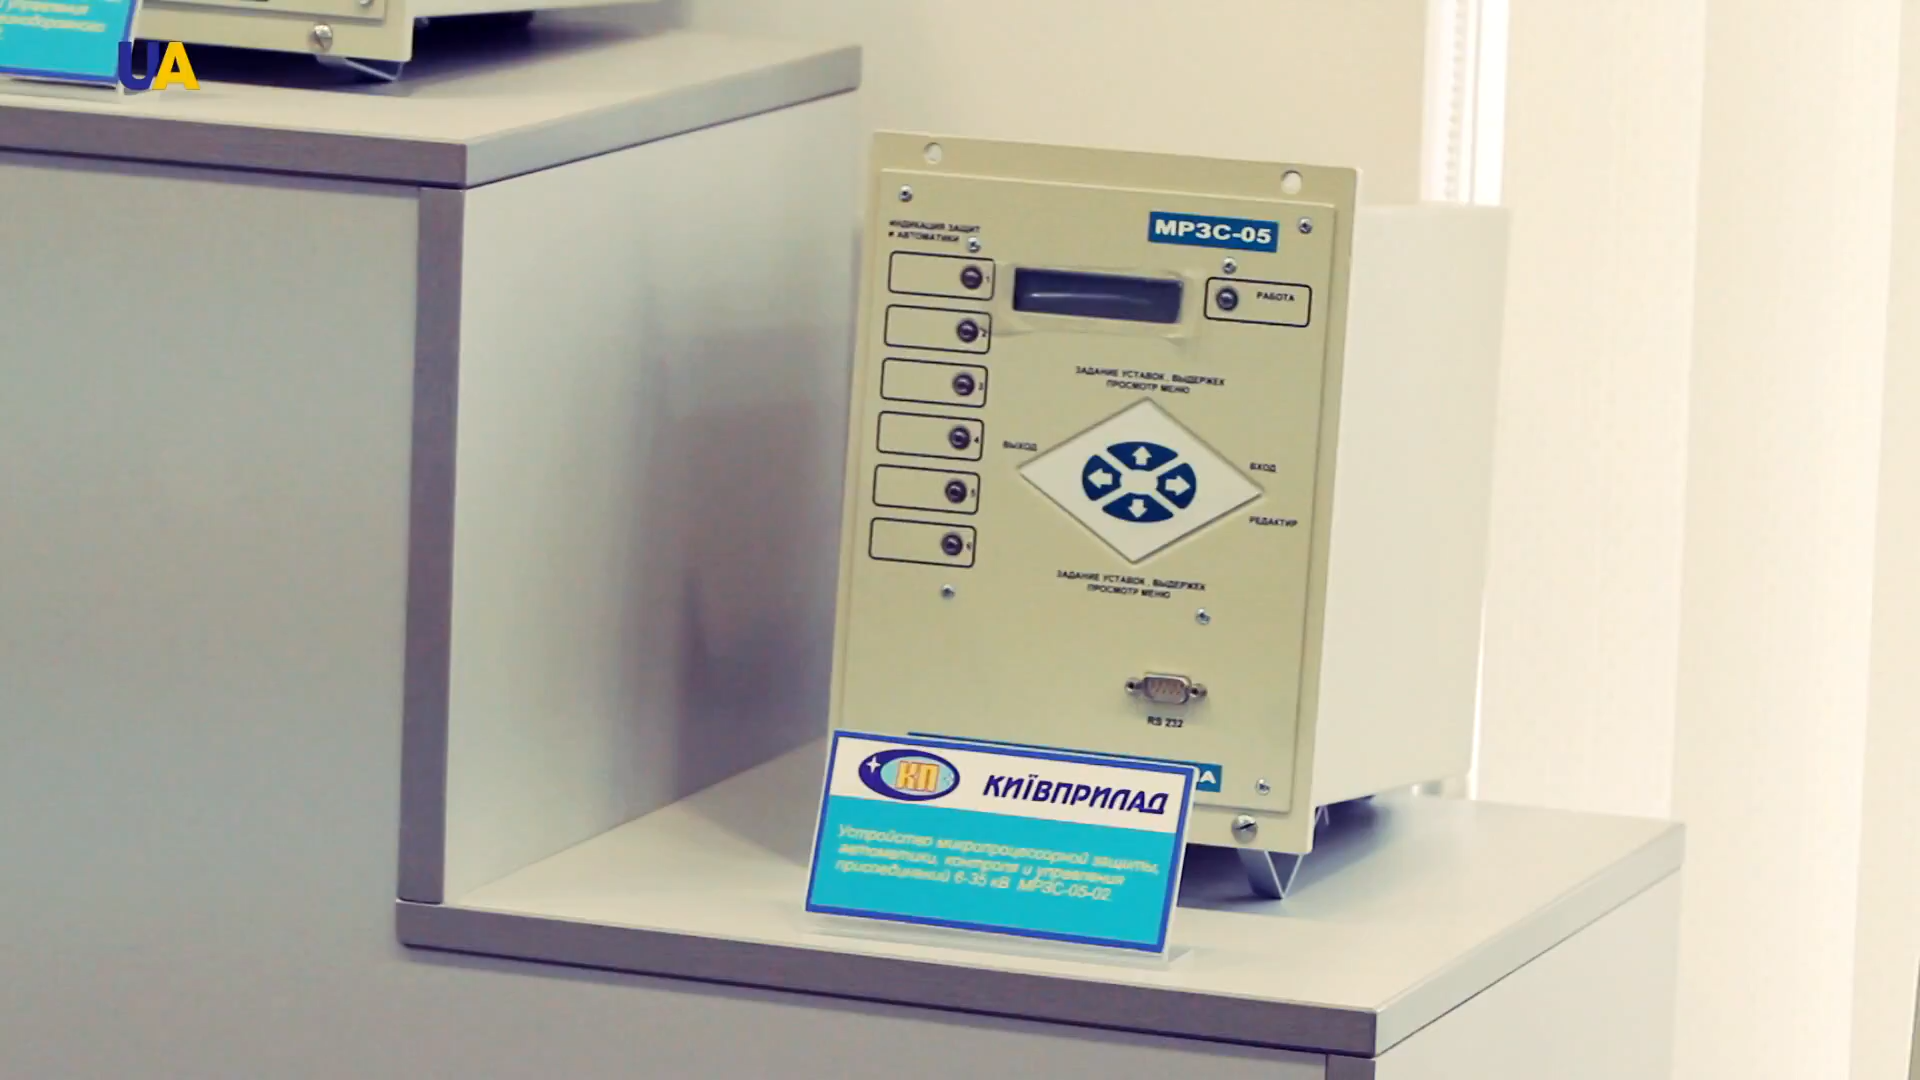 и управления
UA
МРЗС-05
ИНДИКАЦИЯ ЗАЩИТ
И АВТОМАТИКИ
1
РАБОТА
2
3
ЗАДАНИЕ УСТАВОК, ВЫДЕРЖЕК
ПРОСМОТР МЕНЮ
4
ВЫХОД
ВХОД
5
РЕДАКТИР
6
ЗАДАНИЕ УСТАВОК, ВЫДЕРЖЕК
ПРОСМОТР МЕНЮ
RS 232
А
КП
КИЇВПРИЛАД
Устройство микропроцессорной защиты,
автоматики, контроля и управления
присоединений 6-35 кВ МРЗС-05-02.